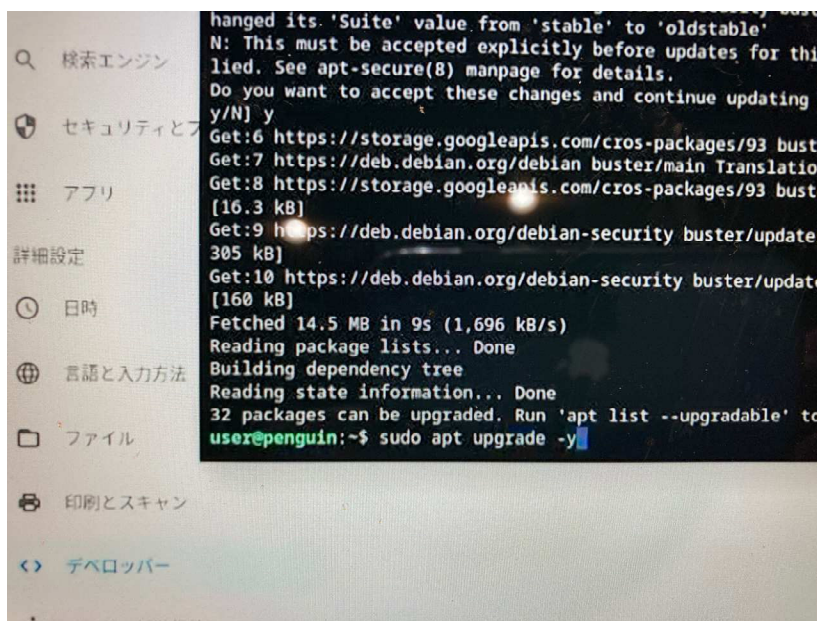 検索エンジン
セキュリティとプ
アプリ
詳細設定
日時
言語と入力方法
ファイル
印刷とスキャン
デベロッパー
hanged its 'Suite' value from 'stable' to 'oldstable'
N: This must be accepted explicitly before updates for thi
lied. See apt-secure(8) manpage for details.
Do you want to accept these changes and continue updating
y/N] y
Get:6 https://storage.googleapis.com/cros-packages/93 bust
Get:7 https://deb.debian.org/debian buster/main Translatio
Get:8 https://storage.googleapis.com/cros-packages/93 bust
[16.3 kB]
Get:9 https://deb.debian.org/debian-security buster/update
305 kB]
Get:10 https://deb.debian.org/debian-security buster/updat
[160 kB]
Fetched 14.5 MB in 9s (1,696 kB/s)
Reading package lists... Done
Building dependency tree
Reading state information... Done
32 packages can be upgraded. Run 'apt list --upgradable' to
user@penguin:~$ sudo apt upgrade -y